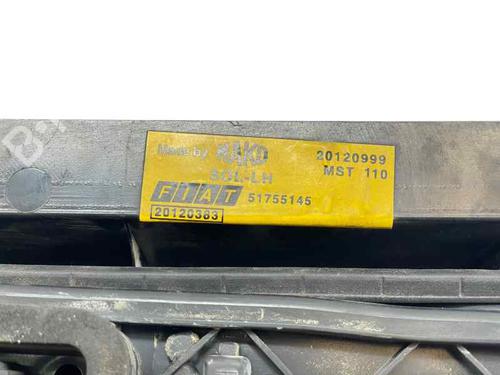 Made by RAKO 20120999
SOL-LH MST 110
FIAT 51755145
20120383